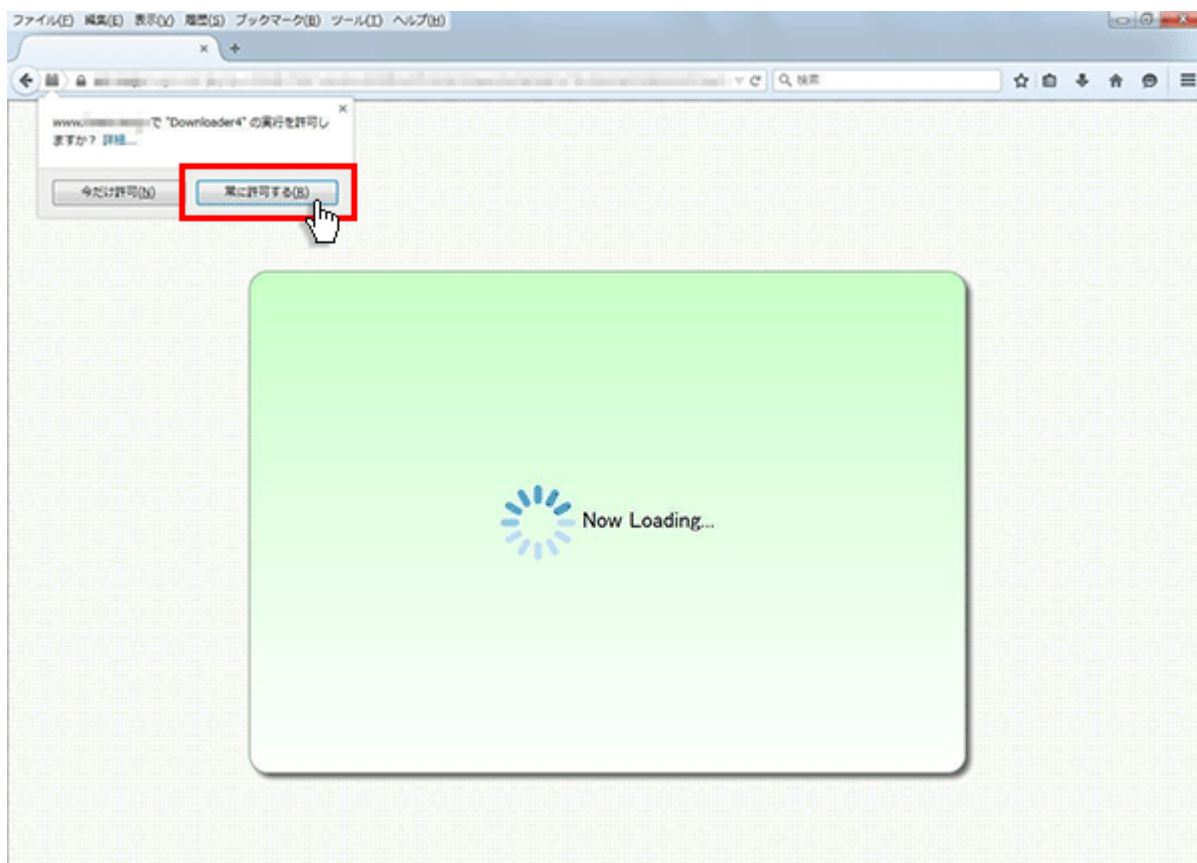 ファイル(F) 編集(E) 表示(V) 履歴(S) ブックマーク(B) ツール(T) ヘルプ(H)
検索
www. で "Downloader4" の実行を許可し
ますか? 詳細...
今だけ許可(N) 常に許可する(R)
Now Loading...